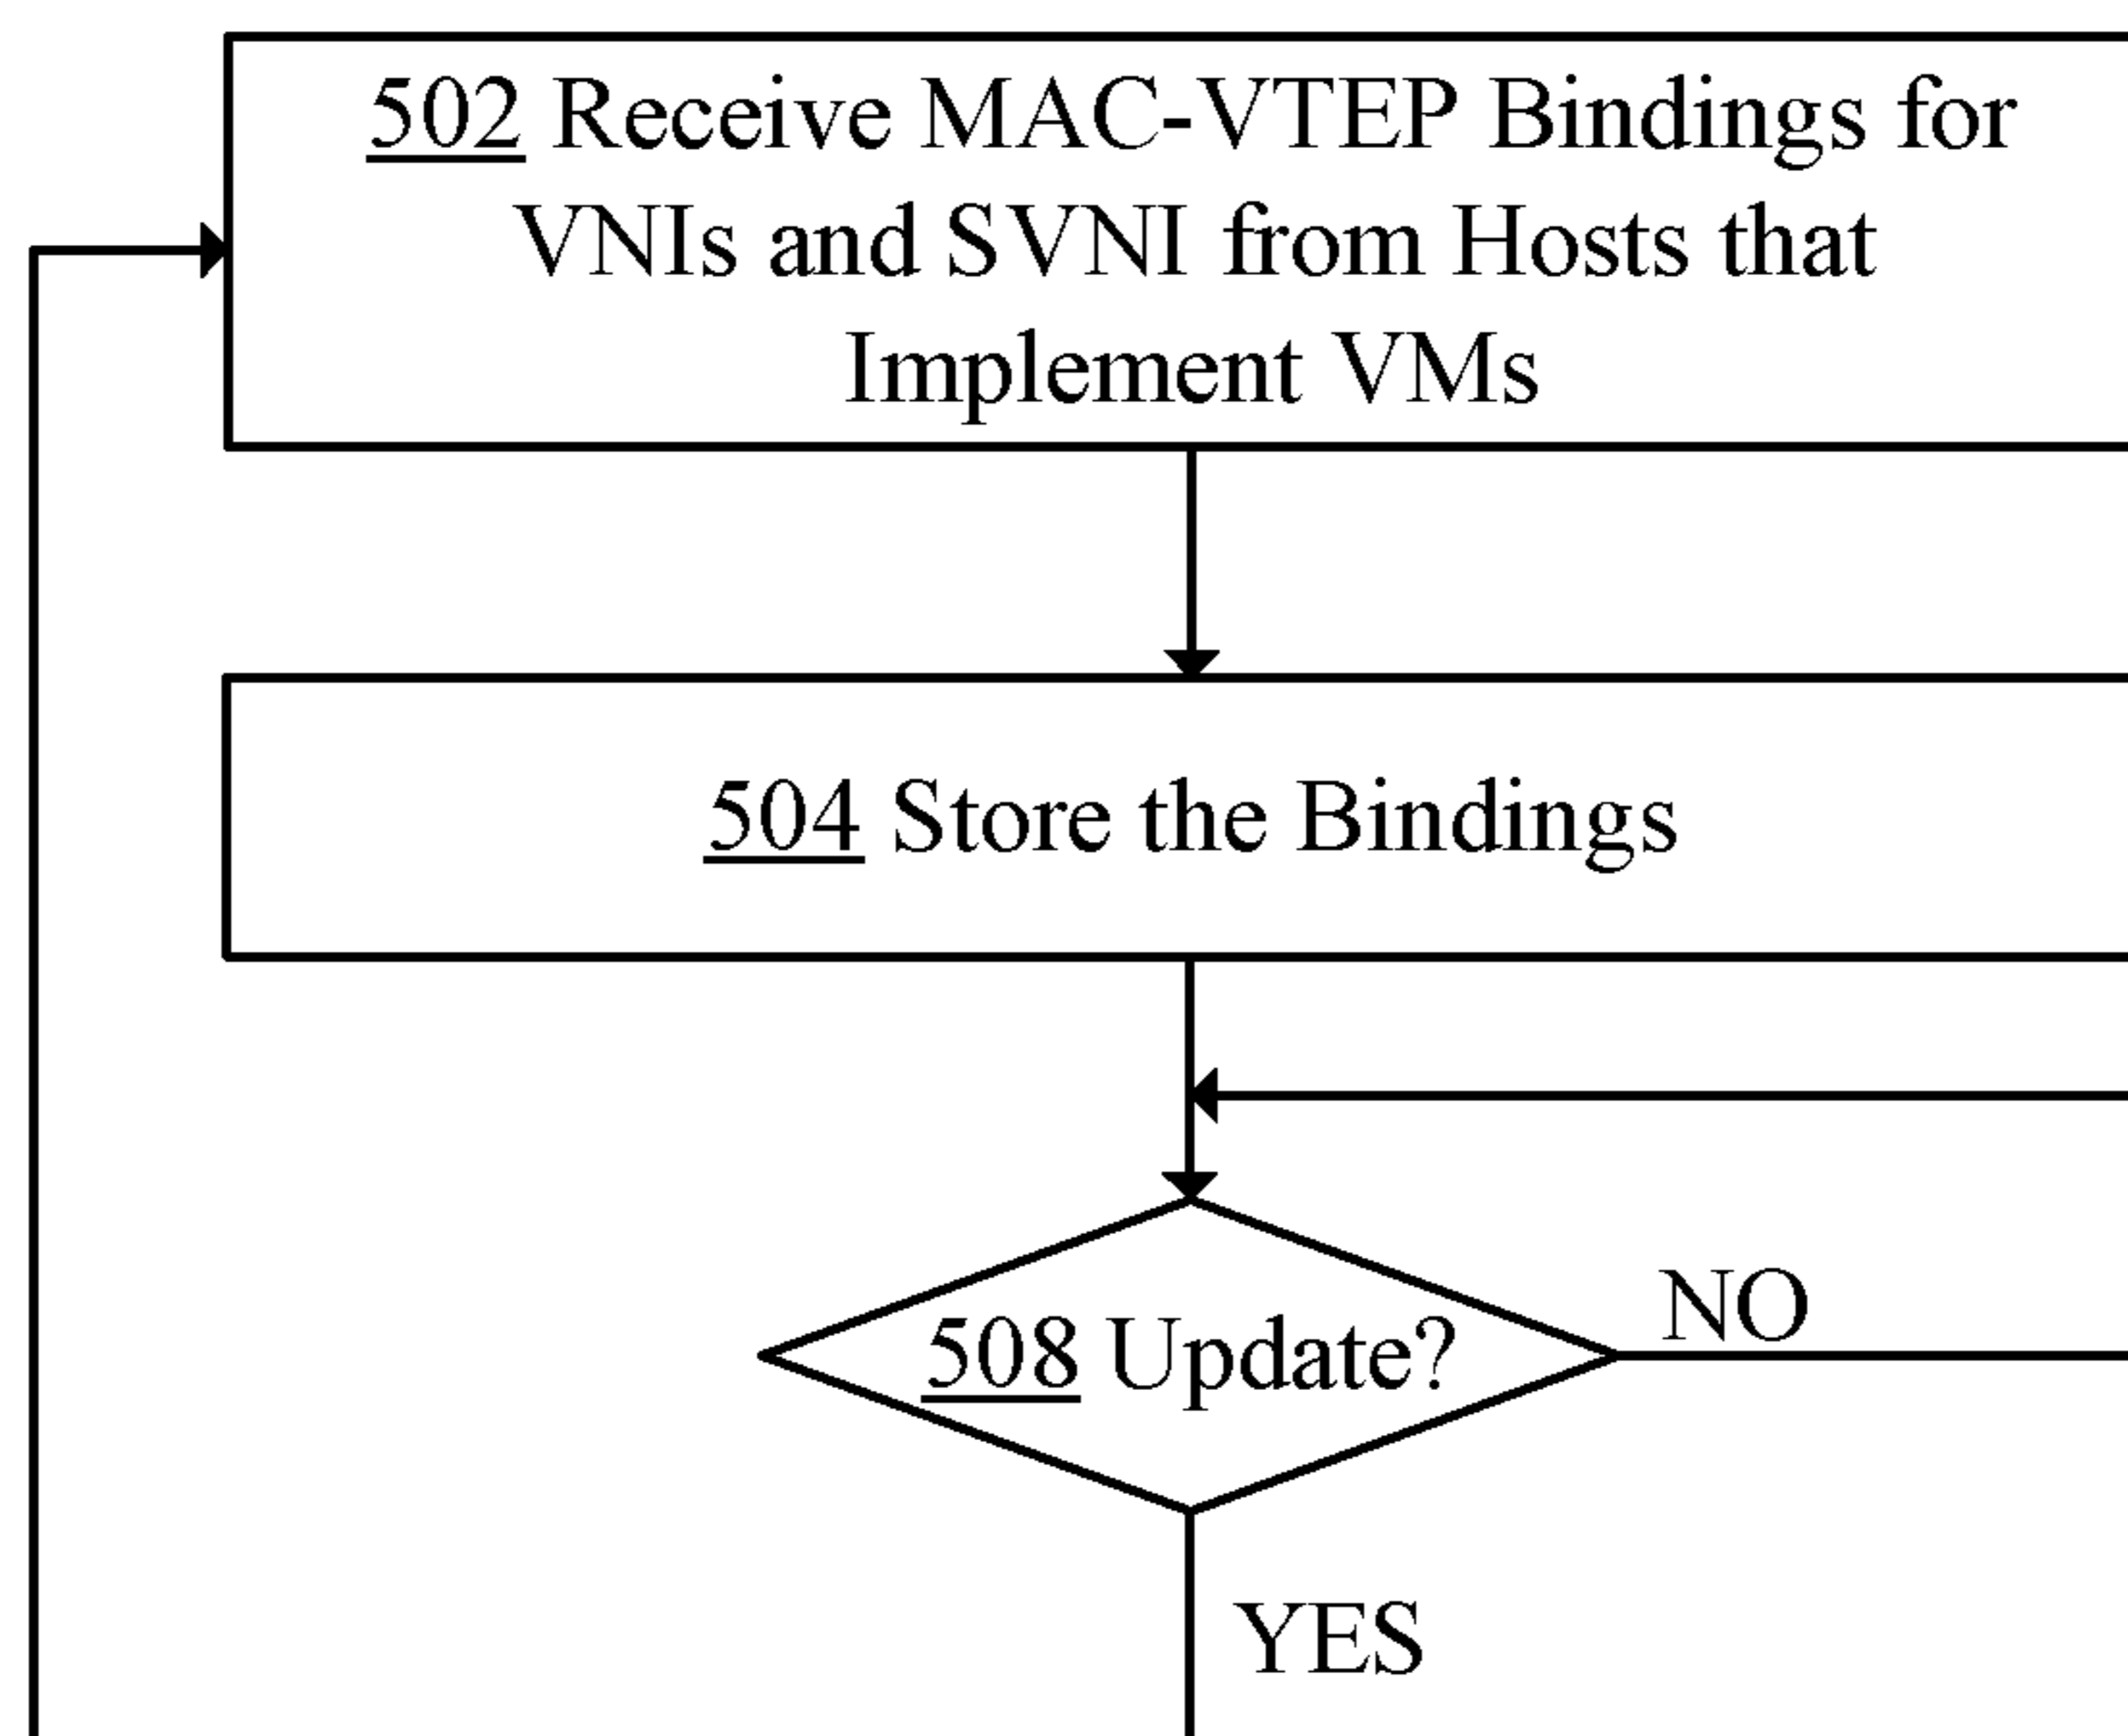 502 Receive MAC-VTEP Bindings for
VNIs and SVNI from Hosts that
Implement VMs
504 Store the Bindings
508 Update?
NO
YES